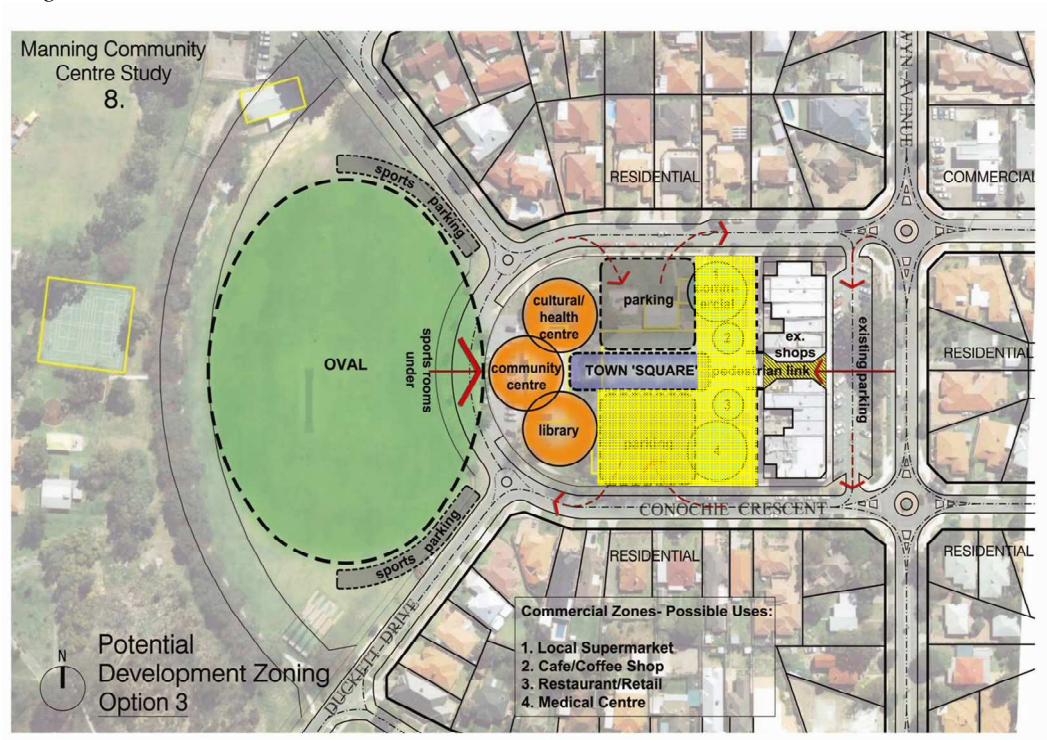 Manning Community
Centre Study
8.
WYN AVENUE
RESIDENTIAL
COMMERCIAL
sports
parking
cultural/
health
centre
parking
1
2
ex.
shops
existing parking
RESIDENTIAL
OVAL
sports rooms
under
community
centre
TOWN 'SQUARE'
pedestrian link
library
parking
3
4
CONOCHIE CRESCENT
sports
parking
RESIDENTIAL
RESIDENTIAL
DUCKETT DRIVE
Commercial Zones- Possible Uses:
1. Local Supermarket
2. Cafe/Coffee Shop
3. Restaurant/Retail
4. Medical Centre
N
Potential
Development Zoning
Option 3